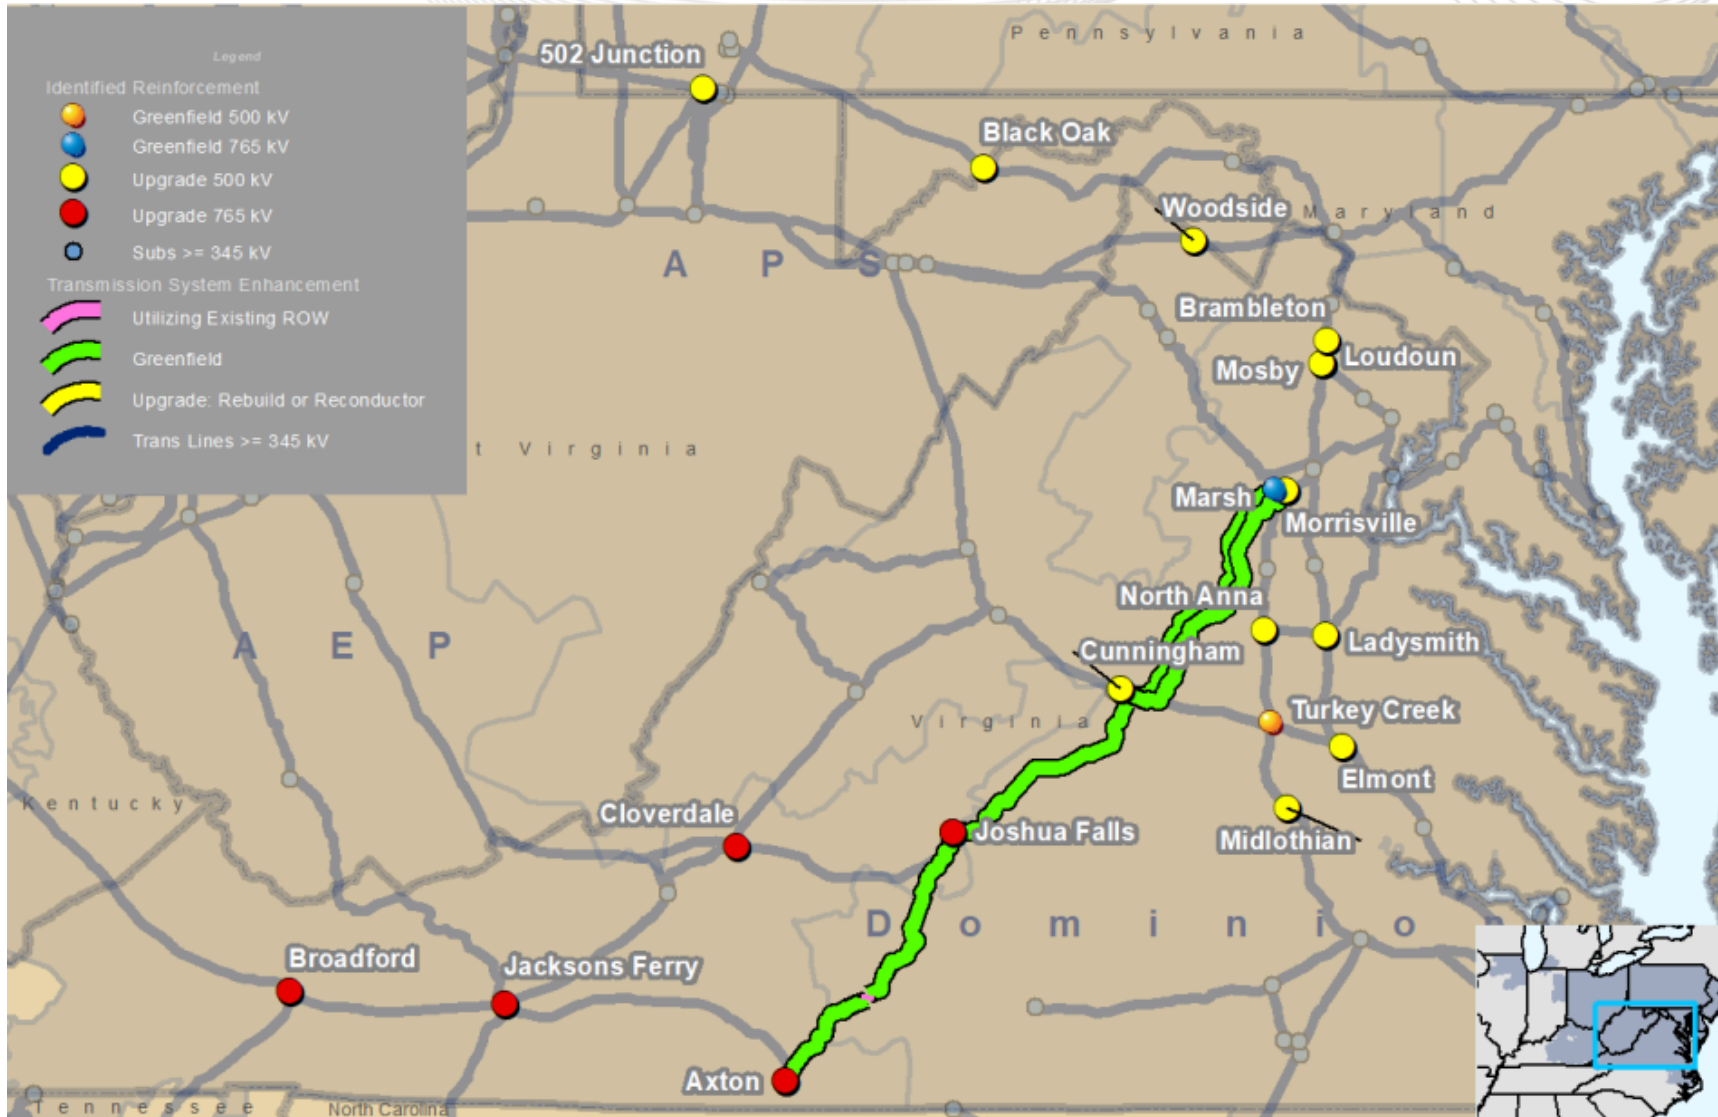 Legend
Identified Reinforcement
Greenfield 500 kV
Greenfield 765 kV
Upgrade 500 kV
Upgrade 765 kV
Subs >= 345 kV
Transmission System Enhancement
Utilizing Existing ROW
Greenfield
Upgrade: Rebuild or Reconductor
Trans Lines >= 345 kV
Pennsylvania
502 Junction
Black Oak
Woodside
Maryland
APS
Brambleton
Loudoun
Mosby
t Virginia
Marsh
Morrisville
North Anna
AEP
Cunningham
Ladysmith
Virginia
Turkey Creek
Elmont
Kentucky
Cloverdale
Joshua Falls
Midlothian
Dominion
Broadford
Jacksons Ferry
Axton
Tennessee
North Carolina